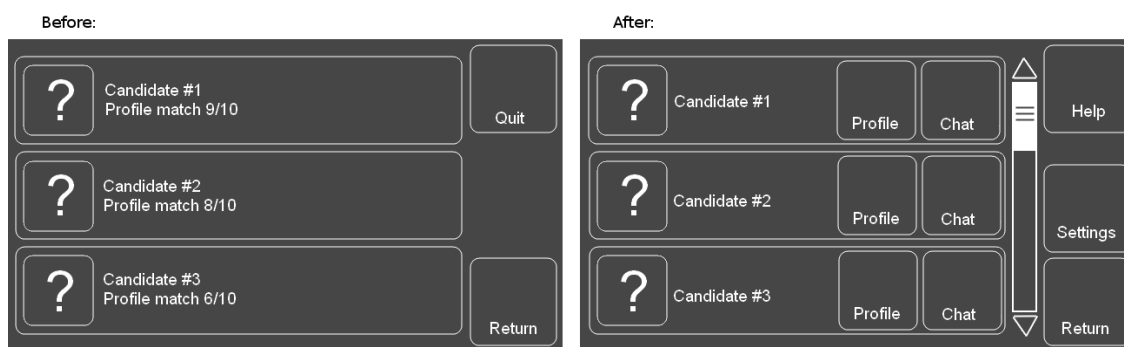 Before:
?
Candidate #1
Profile match 9/10
Quit
?
Candidate #2
Profile match 8/10
?
Candidate #3
Profile match 6/10
Return
After:
?
Candidate #1
Profile
Chat
Help
?
Candidate #2
Profile
Chat
Settings
?
Candidate #3
Profile
Chat
Return